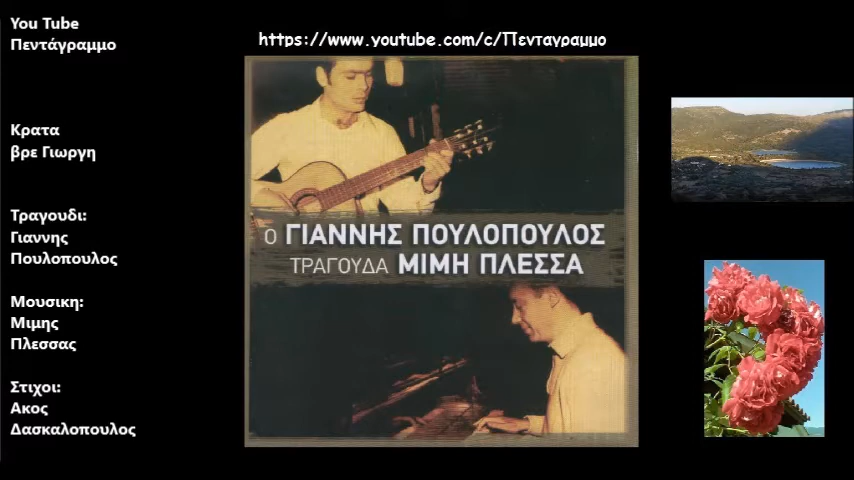 You Tube
Πεντάγραμμο
https://www.youtube.com/c/Πενταγραμμο
Κρατα
βρε Γιωργη
Τραγουδι:
Γιαννης
Πουλοπουλος
Μουσικη:
Μιμης
Πλεσσας
Στιχοι:
Ακος
Δασκαλοπουλος
Ο ΓΙΑΝΝΗΣ ΠΟΥΛΟΠΟΥΛΟΣ
ΤΡΑΓΟΥΔΑ ΜΙΜΗ ΠΛΕΣΣΑ